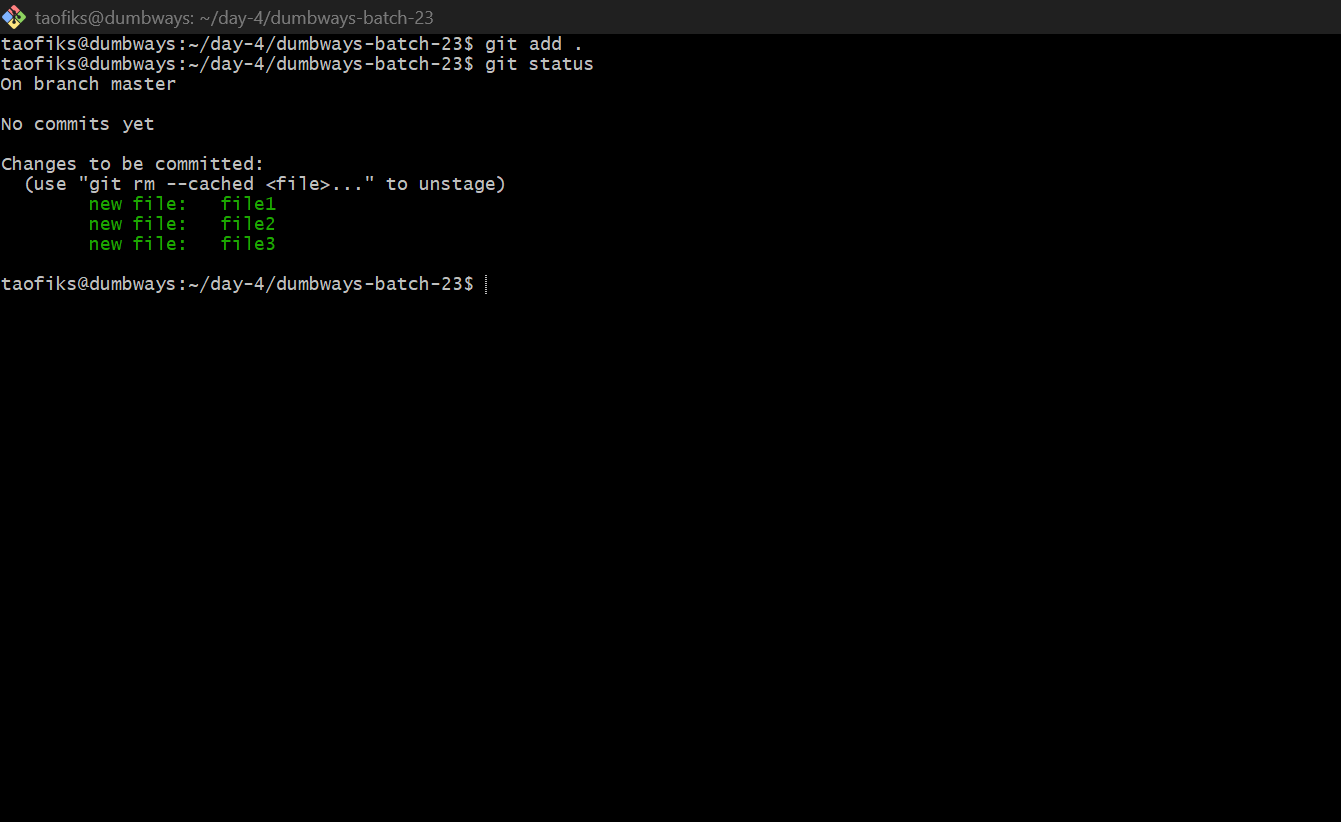 taofiks@dumbways: ~/day-4/dumbways-batch-23
taofiks@dumbways:~/day-4/dumbways-batch-23$ git add .
taofiks@dumbways:~/day-4/dumbways-batch-23$ git status
On branch master
No commits yet
Changes to be committed:
  (use "git rm --cached <file>..." to unstage)
        new file:   file1
        new file:   file2
        new file:   file3
taofiks@dumbways:~/day-4/dumbways-batch-23$